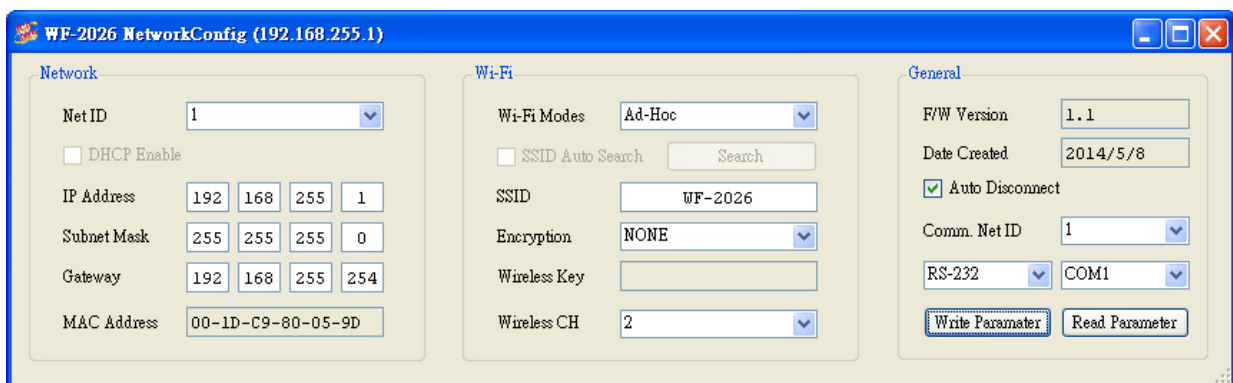 WF-2026 NetworkConfig (192.168.255.1)
Network
Net ID 1
DHCP Enable
IP Address 192 168 255 1
Subnet Mask 255 255 255 0
Gateway 192 168 255 254
MAC Address 00-1D-C9-80-05-9D
Wi-Fi
Wi-Fi Modes Ad-Hoc
SSID Auto Search Search
SSID WF-2026
Encryption NONE
Wireless Key
Wireless CH 2
General
F/W Version 1.1
Date Created 2014/5/8
Auto Disconnect
Comm. Net ID 1
RS-232 COM1
Write Paramater Read Parameter